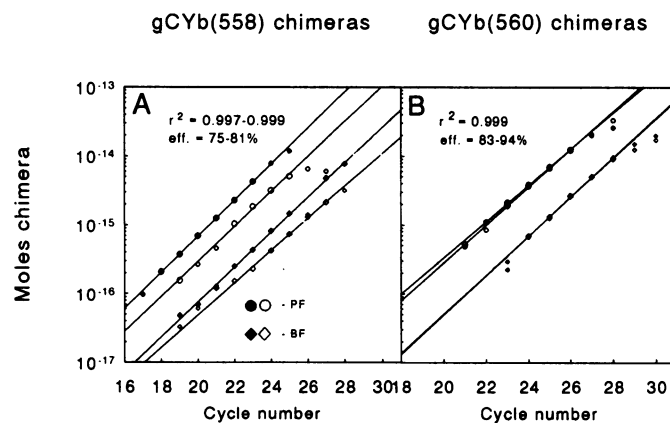 gCYb(558) chimeras
gCYb(560) chimeras
Moles chimera
10-13
10-14
10-15
10-16
10-17
A
r2 = 0.997-0.999
eff. = 75-81%
- PF
- BF
16 18 20 22 24 26 28 30
Cycle number
B
r2 = 0.999
eff. = 83-94%
18 20 22 24 26 28 30
Cycle number